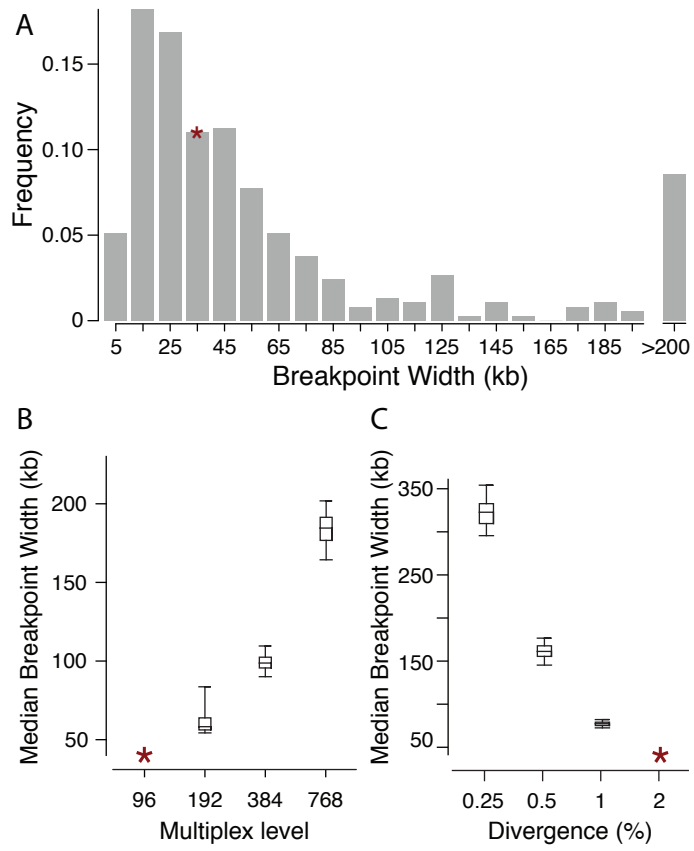 A
Frequency
0.15
0.10
0.05
0
5 25 45 65 85 105 125 145 165 185 >200
Breakpoint Width (kb)
B
Median Breakpoint Width (kb)
200
150
100
50
96 192 384 768
Multiplex level
C
Median Breakpoint Width (kb)
350
250
150
50
0.25 0.5 1 2
Divergence (%)